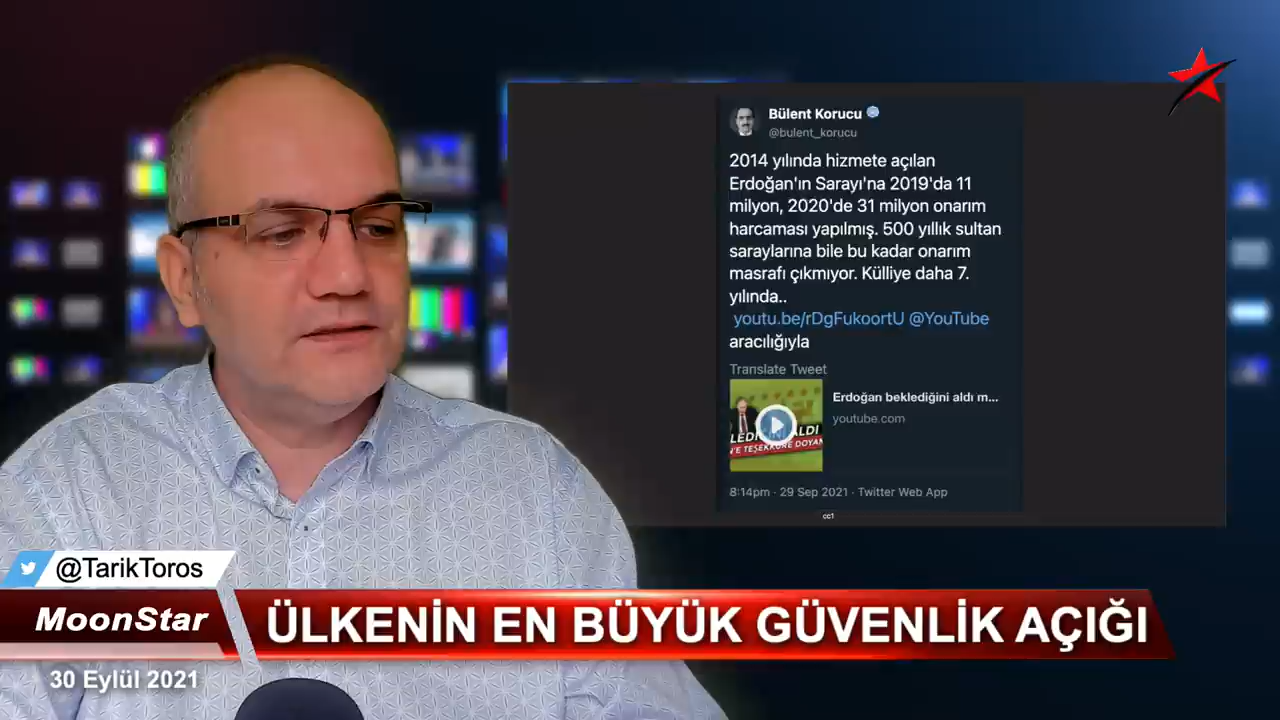 Bülent Korucu
@bulent_korucu
2014 yılında hizmete açılan
Erdoğan'ın Sarayı'na 2019'da 11
milyon, 2020'de 31 milyon onarım
harcaması yapılmış. 500 yıllık sultan
saraylarına bile bu kadar onarım
masrafı çıkmıyor. Külliye daha 7.
yılında..
youtu.be/rDgFukoortU @YouTube
aracılığıyla
Translate Tweet
Erdoğan beklediğini aldı m...
youtube.com
8:14pm · 29 Sep 2021 · Twitter Web App
cc1
@TarikToros
MoonStar
ÜLKENİN EN BÜYÜK GÜVENLİK AÇIĞI
30 Eylül 2021